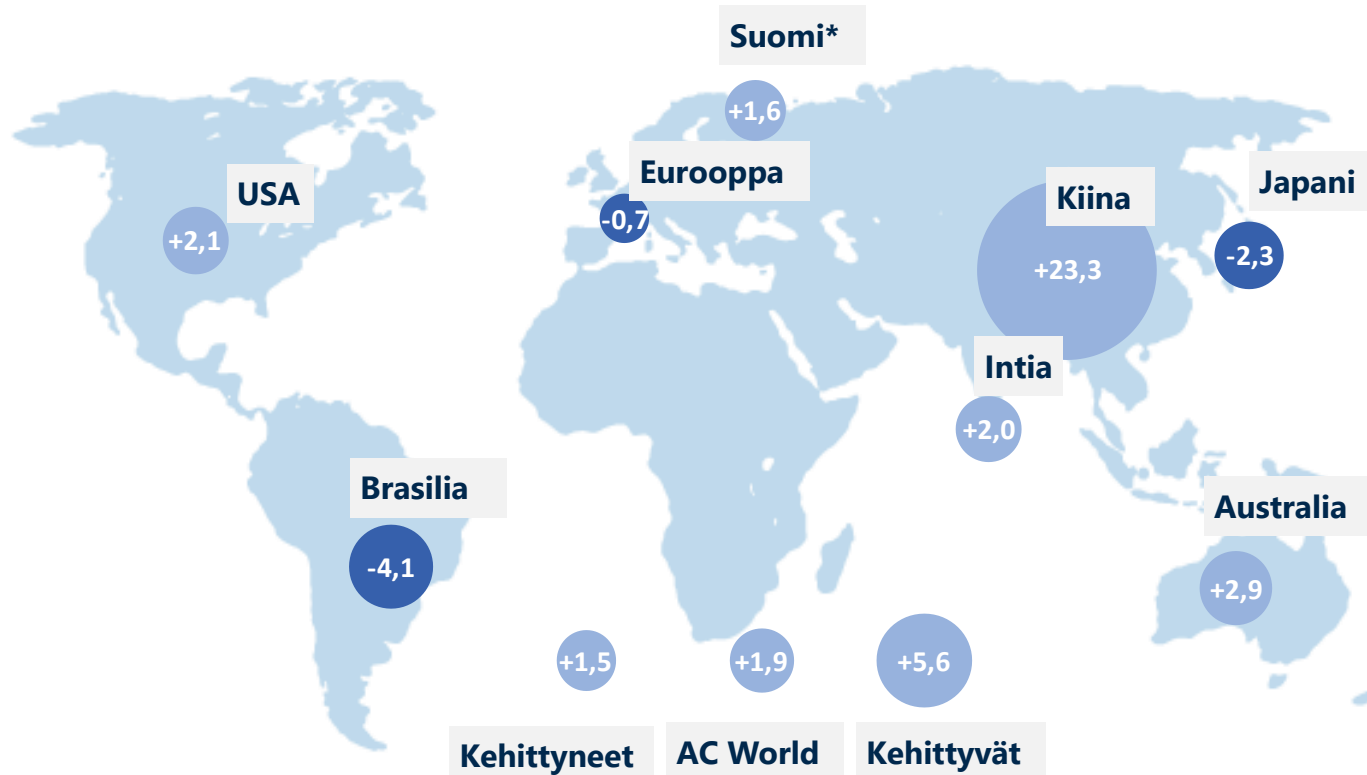 Suomi*
+1,6
Eurooppa
-0,7
USA
+2,1
Kiina
+23,3
Japani
-2,3
Intia
+2,0
Brasilia
-4,1
Australia
+2,9
+1,5
Kehittyneet
+1,9
AC World
+5,6
Kehittyvät